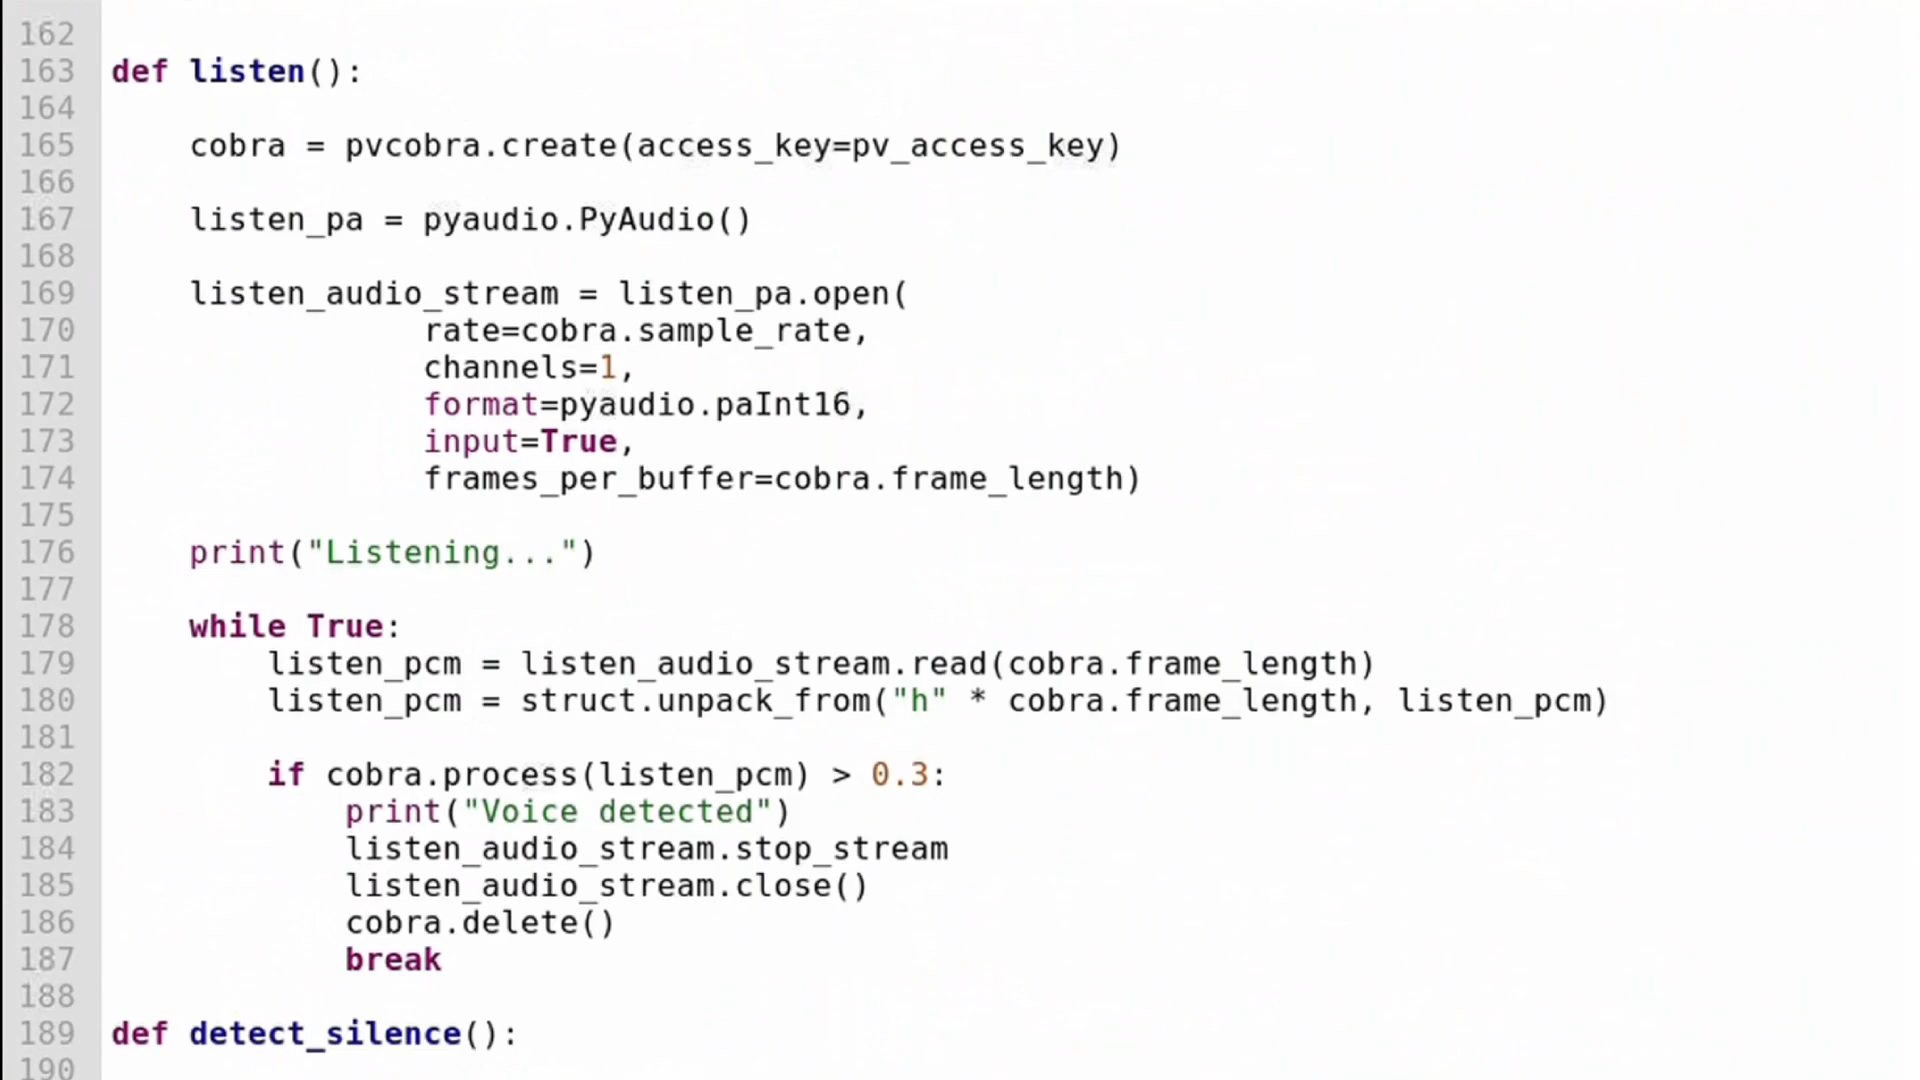 162
163 def listen():
164
165     cobra = pvcobra.create(access_key=pv_access_key)
166
167     listen_pa = pyaudio.PyAudio()
168
169     listen_audio_stream = listen_pa.open(
170                 rate=cobra.sample_rate,
171                 channels=1,
172                 format=pyaudio.paInt16,
173                 input=True,
174                 frames_per_buffer=cobra.frame_length)
175
176     print("Listening...")
177
178     while True:
179         listen_pcm = listen_audio_stream.read(cobra.frame_length)
180         listen_pcm = struct.unpack_from("h" * cobra.frame_length, listen_pcm)
181
182         if cobra.process(listen_pcm) > 0.3:
183             print("Voice detected")
184             listen_audio_stream.stop_stream
185             listen_audio_stream.close()
186             cobra.delete()
187             break
188
189 def detect_silence():
190